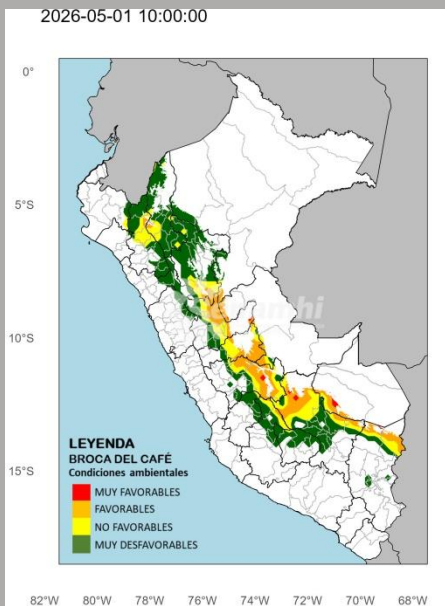 2026-05-01 10:00:00
0°
5°S
10°S
15°S
senamhi
LEYENDA
BROCA DEL CAFÉ
Condiciones ambientales
MUY FAVORABLES
FAVORABLES
NO FAVORABLES
MUY DESFAVORABLES
82°W 80°W 78°W 76°W 74°W 72°W 70°W 68°W